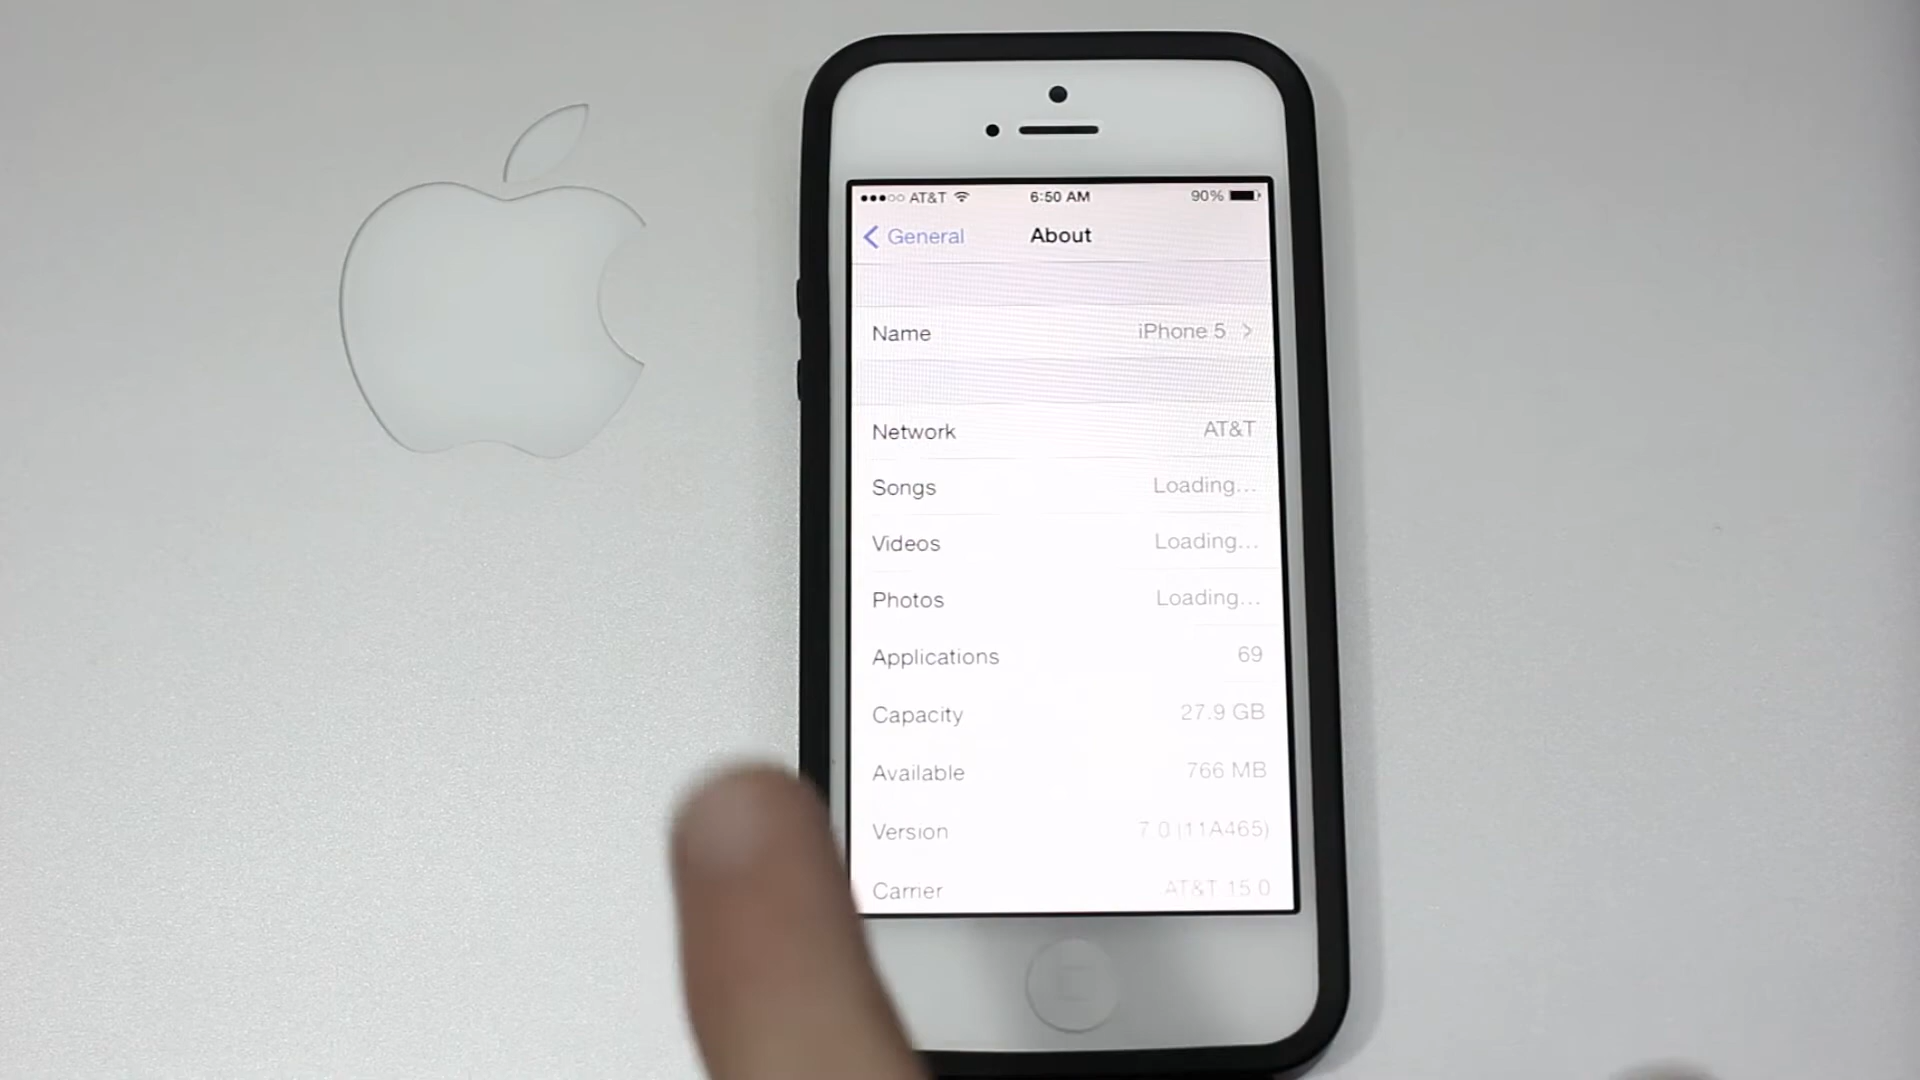 AT&T 6:50 AM 90%
General About
Name iPhone 5
Network AT&T
Songs Loading...
Videos Loading...
Photos Loading...
Applications 69
Capacity 27.9 GB
Available 766 MB
Version 7.0 (11A465)
Carrier AT&T 15.0